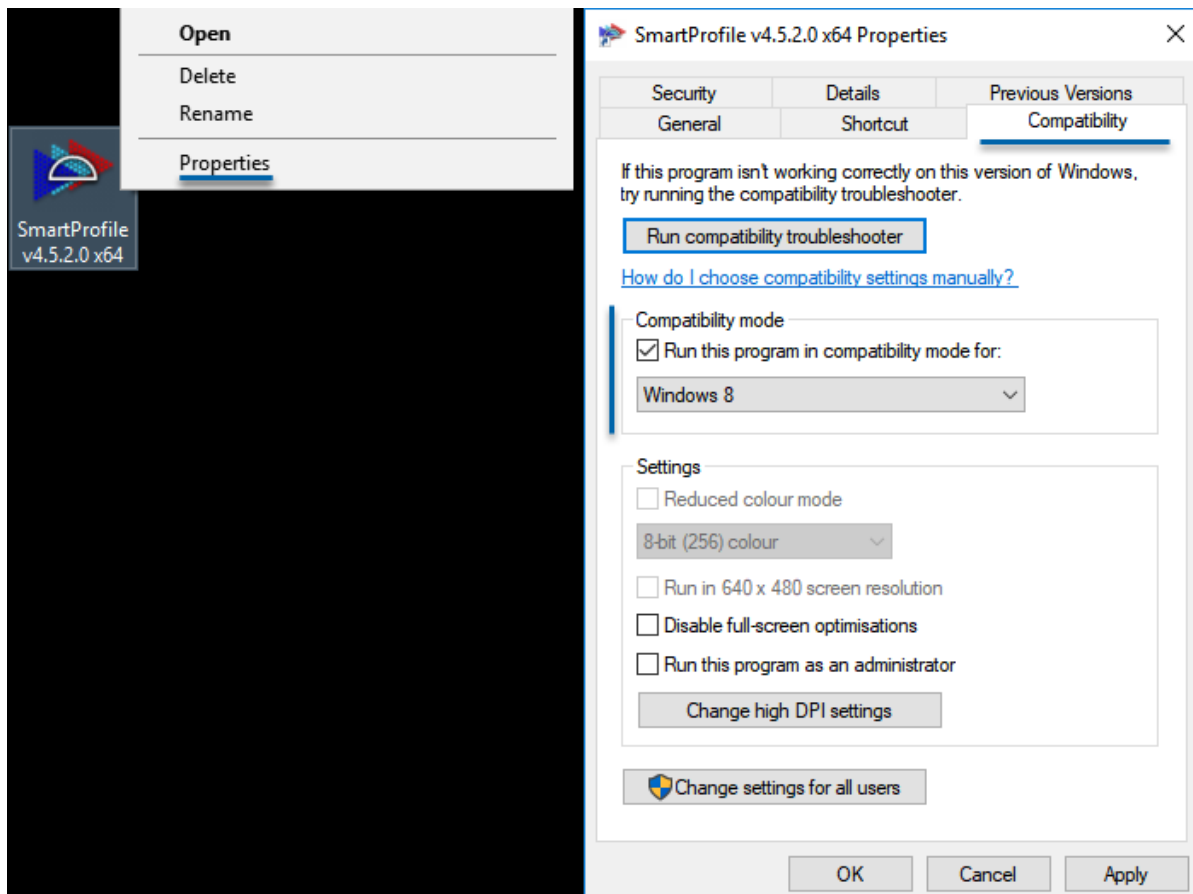 Open
Delete
Rename
Properties
SmartProfile
v4.5.2.0 x64
SmartProfile v4.5.2.0 x64 Properties
Security Details Previous Versions
General Shortcut Compatibility
If this program isn't working correctly on this version of Windows,
try running the compatibility troubleshooter.
Run compatibility troubleshooter
How do I choose compatibility settings manually?
Compatibility mode
Run this program in compatibility mode for:
Windows 8
Settings
Reduced colour mode
8-bit (256) colour
Run in 640 x 480 screen resolution
Disable full-screen optimisations
Run this program as an administrator
Change high DPI settings
Change settings for all users
OK Cancel Apply